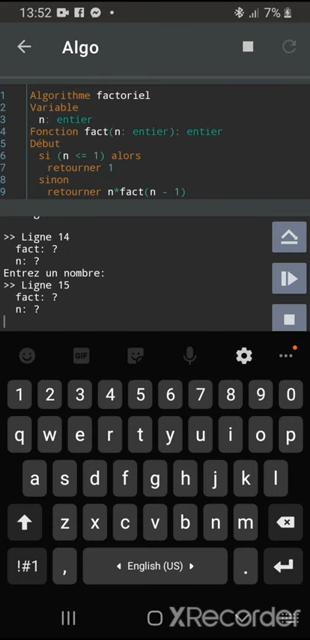 13:52 7%
Algo
1 Algorithme factoriel
2 Variable
3 n: entier
4 Fonction fact(n: entier): entier
5 Début
6 si (n <= 1) alors
7 retourner 1
8 sinon
9 retourner n*fact(n - 1)
>> Ligne 14
fact: ?
n: ?
Entrez un nombre:
>> Ligne 15
fact: ?
n: ?
GIF
1 2 3 4 5 6 7 8 9 0
q w e r t y u i o p
a s d f g h j k l
z x c v b n m
!#1 , English (US) .
XRecorder